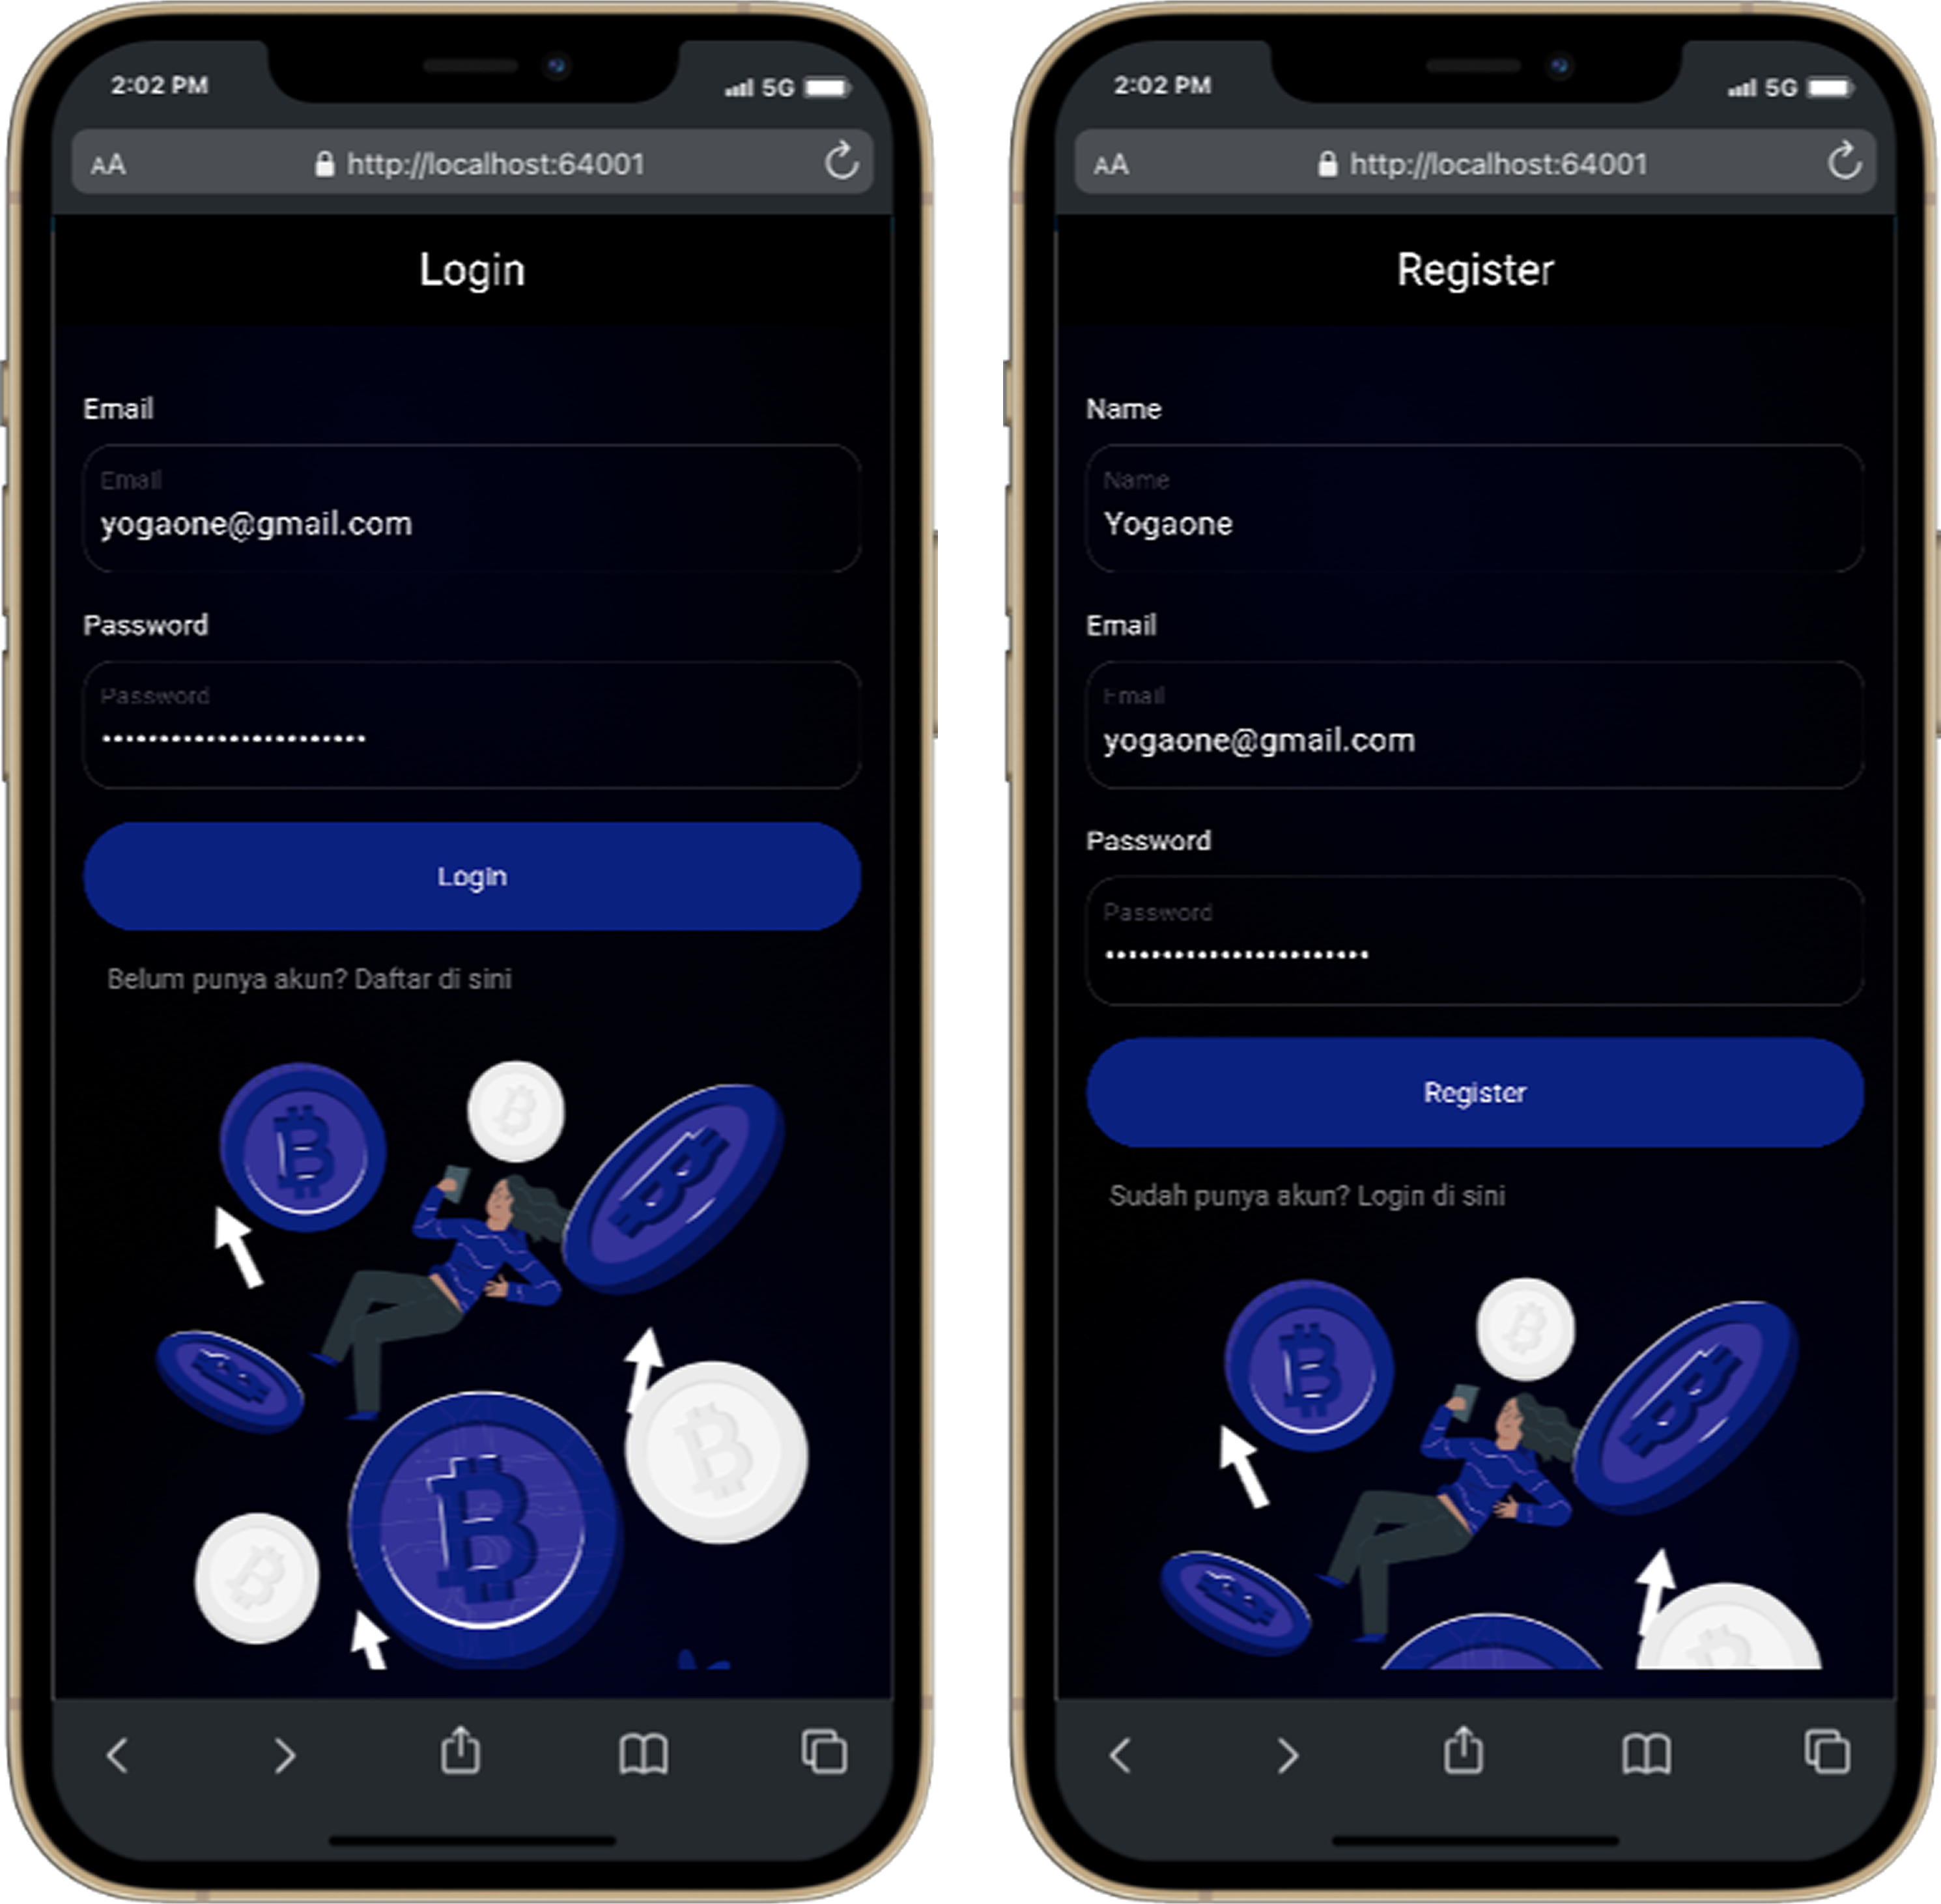 2:02 PM
5G
AA
http://localhost:64001
Login
Email
Email
yogaone@gmail.com
Password
Password
Login
Belum punya akun? Daftar di sini
2:02 PM
5G
AA
http://localhost:64001
Register
Name
Name
Yogaone
Email
Email
yogaone@gmail.com
Password
Password
Register
Sudah punya akun? Login di sini